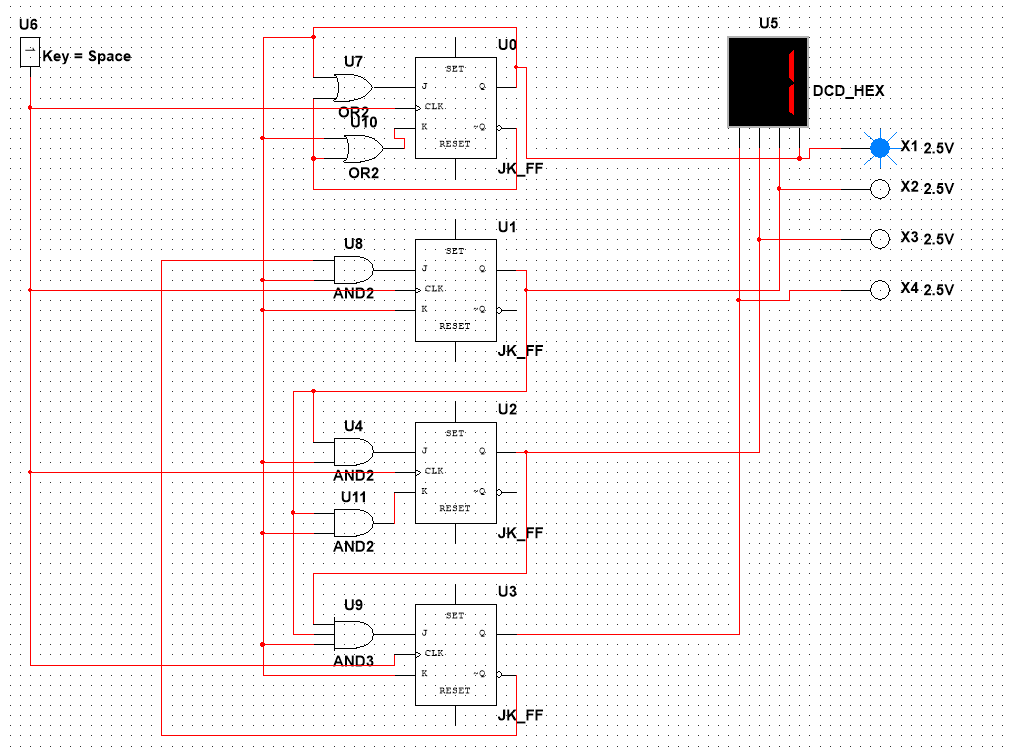 U6
1
Key = Space
U7
OR2
U10
OR2
U0
SET
J
Q
CLK
K
~Q
RESET
JK_FF
U5
1
DCD_HEX
X1 2.5V
X2 2.5V
X3 2.5V
X4 2.5V
U8
AND2
U1
SET
J
Q
CLK
K
~Q
RESET
JK_FF
U4
AND2
U11
AND2
U2
SET
J
Q
CLK
K
~Q
RESET
JK_FF
U9
AND3
U3
SET
J
Q
CLK
K
~Q
RESET
JK_FF